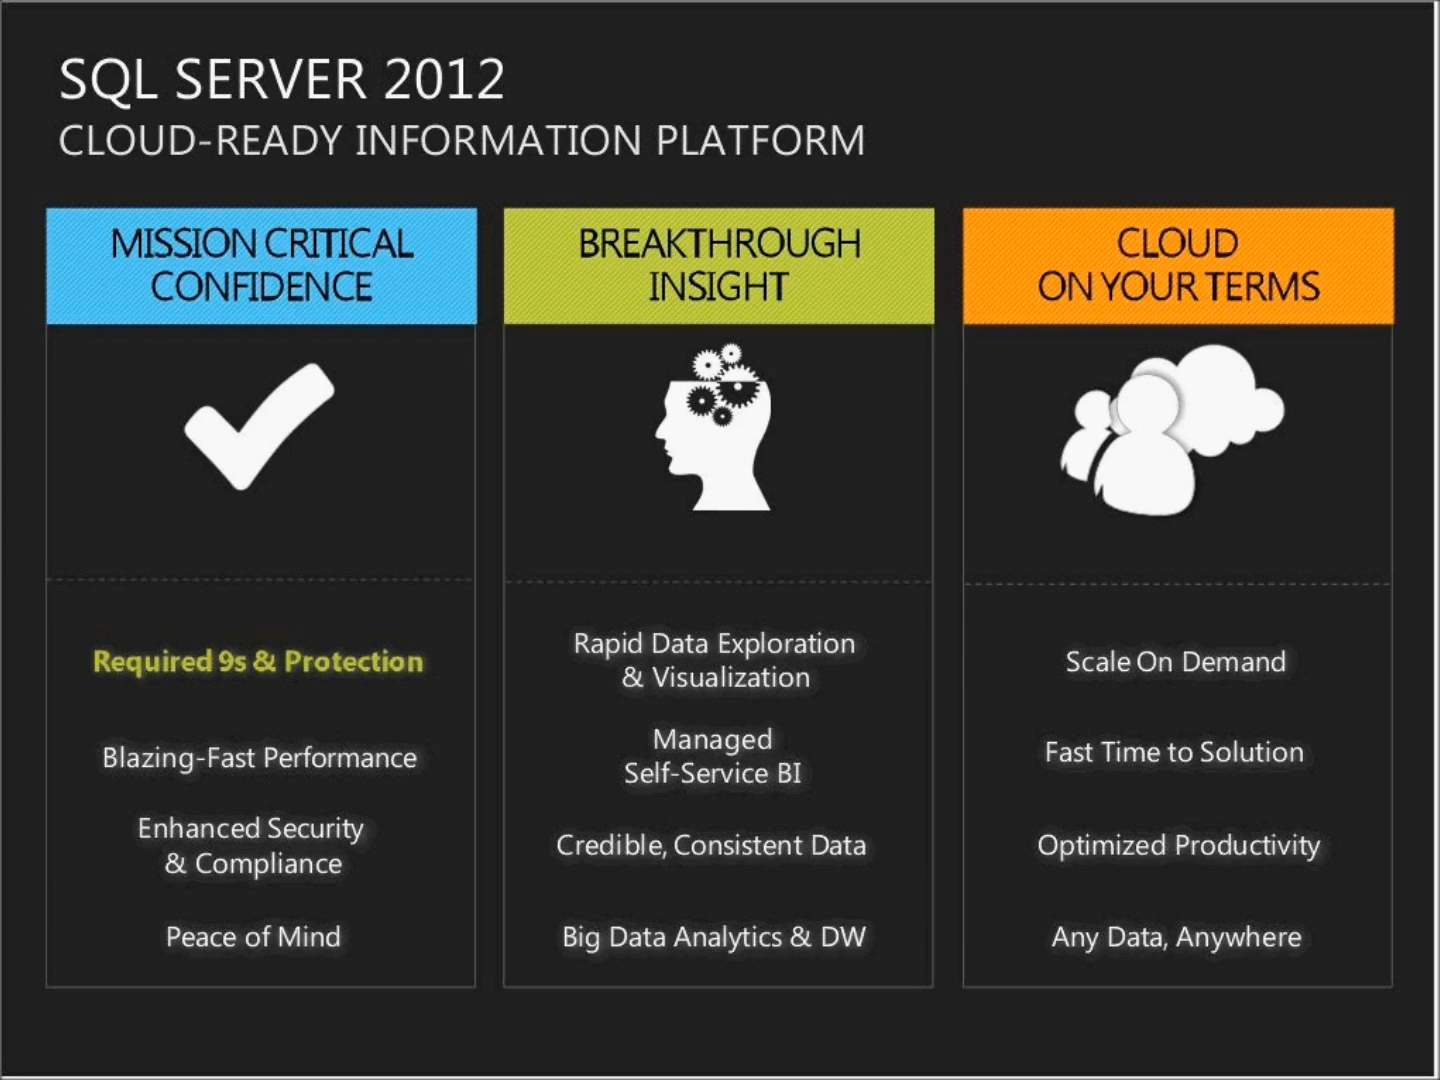 SQL SERVER 2012
CLOUD-READY INFORMATION PLATFORM
MISSION CRITICAL
CONFIDENCE
Required 9s & Protection
Blazing-Fast Performance
Enhanced Security
& Compliance
Peace of Mind
BREAKTHROUGH
INSIGHT
Rapid Data Exploration
& Visualization
Managed
Self-Service BI
Credible, Consistent Data
Big Data Analytics & DW
CLOUD
ON YOUR TERMS
Scale On Demand
Fast Time to Solution
Optimized Productivity
Any Data, Anywhere